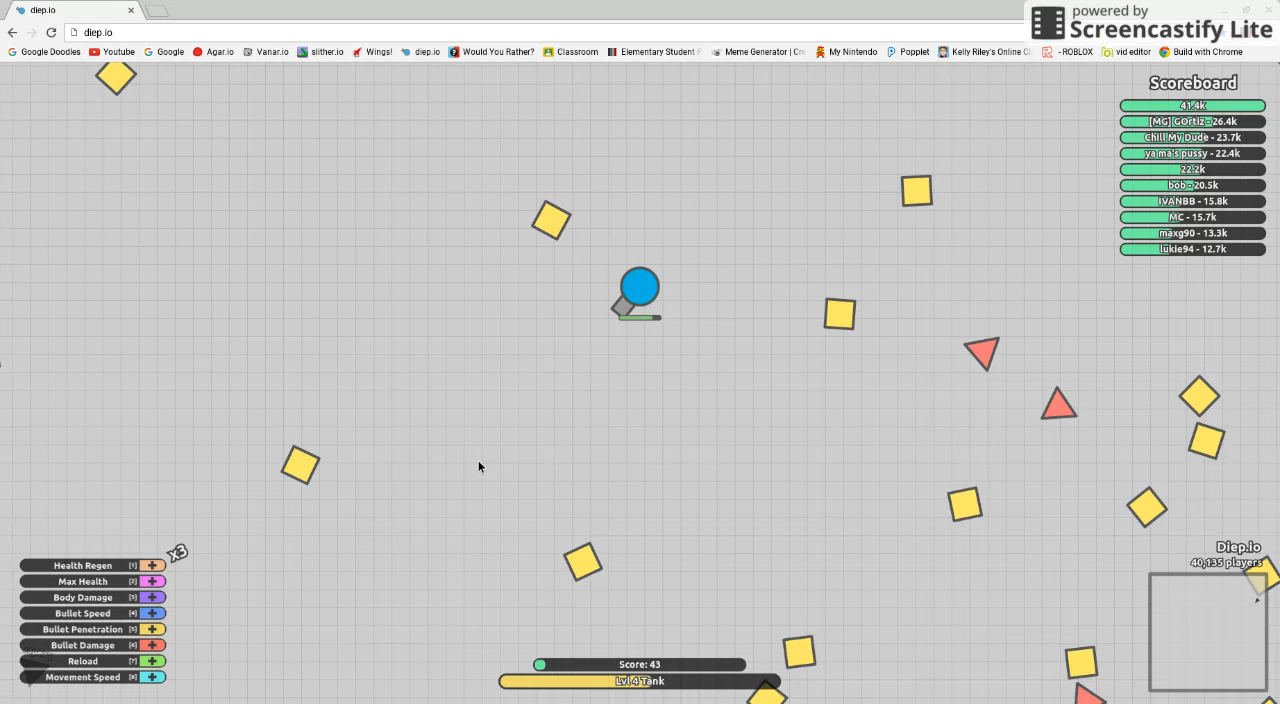 powered by
Screencastify Lite
diep.io
diep.io
Google Doodles Youtube Google Agar.io Vanar.io slither.io Wings! diep.io Would You Rather? Classroom Elementary Student Meme Generator | Cre My Nintendo Popplet Kelly Riley's Online Cl - ROBLOX vid editor Build with Chrome
Scoreboard
41.4k
[MG] GOrtiz - 26.4k
Chill My Dude - 23.7k
ya ma's pussy - 22.4k
22.2k
bob - 20.5k
IVANBB - 15.8k
MC - 15.7k
maxg90 - 13.3k
lukie94 - 12.7k
x3
Health Regen [1] +
Max Health [2] +
Body Damage [3] +
Bullet Speed [4] +
Bullet Penetration [5] +
Bullet Damage [6] +
Reload [7] +
Movement Speed [8] +
Score: 43
Lvl 4 Tank
Diep.io
40,135 players